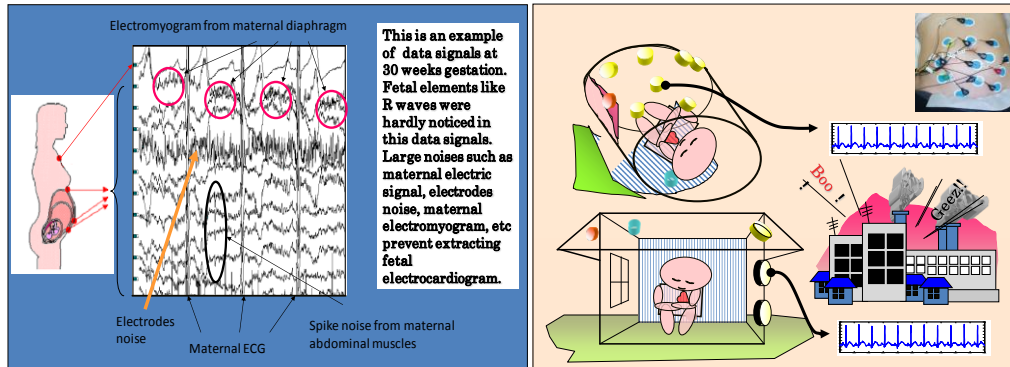 Electromyogram from maternal diaphragm
This is an example
of data signals at
30 weeks gestation.
Fetal elements like
R waves were
hardly noticed in
this data signals.
Large noises such as
maternal electric
signal, electrodes
noise, maternal
electromyogram, etc
prevent extracting
fetal
electrocardiogram.
Electrodes
noise
Maternal ECG
Spike noise from maternal
abdominal muscles
Boo !
Geez!!